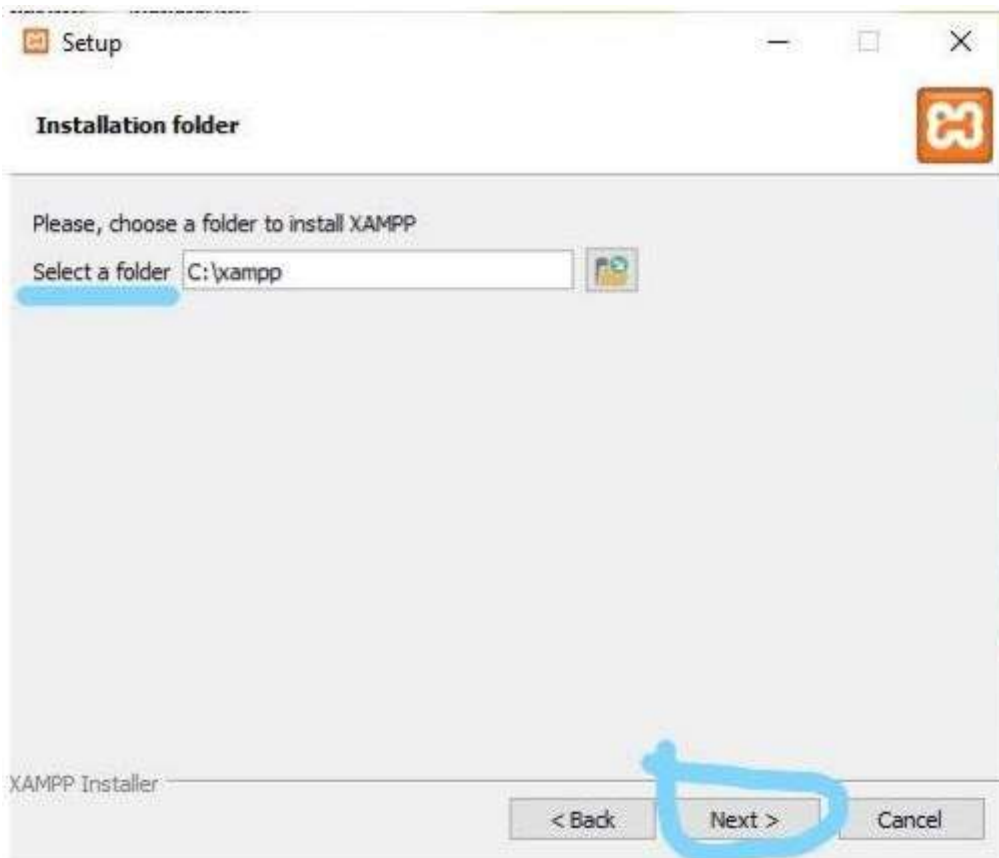 Setup
Installation folder
Please, choose a folder to install XAMPP
Select a folder C:\xampp
XAMPP Installer
< Back Next > Cancel